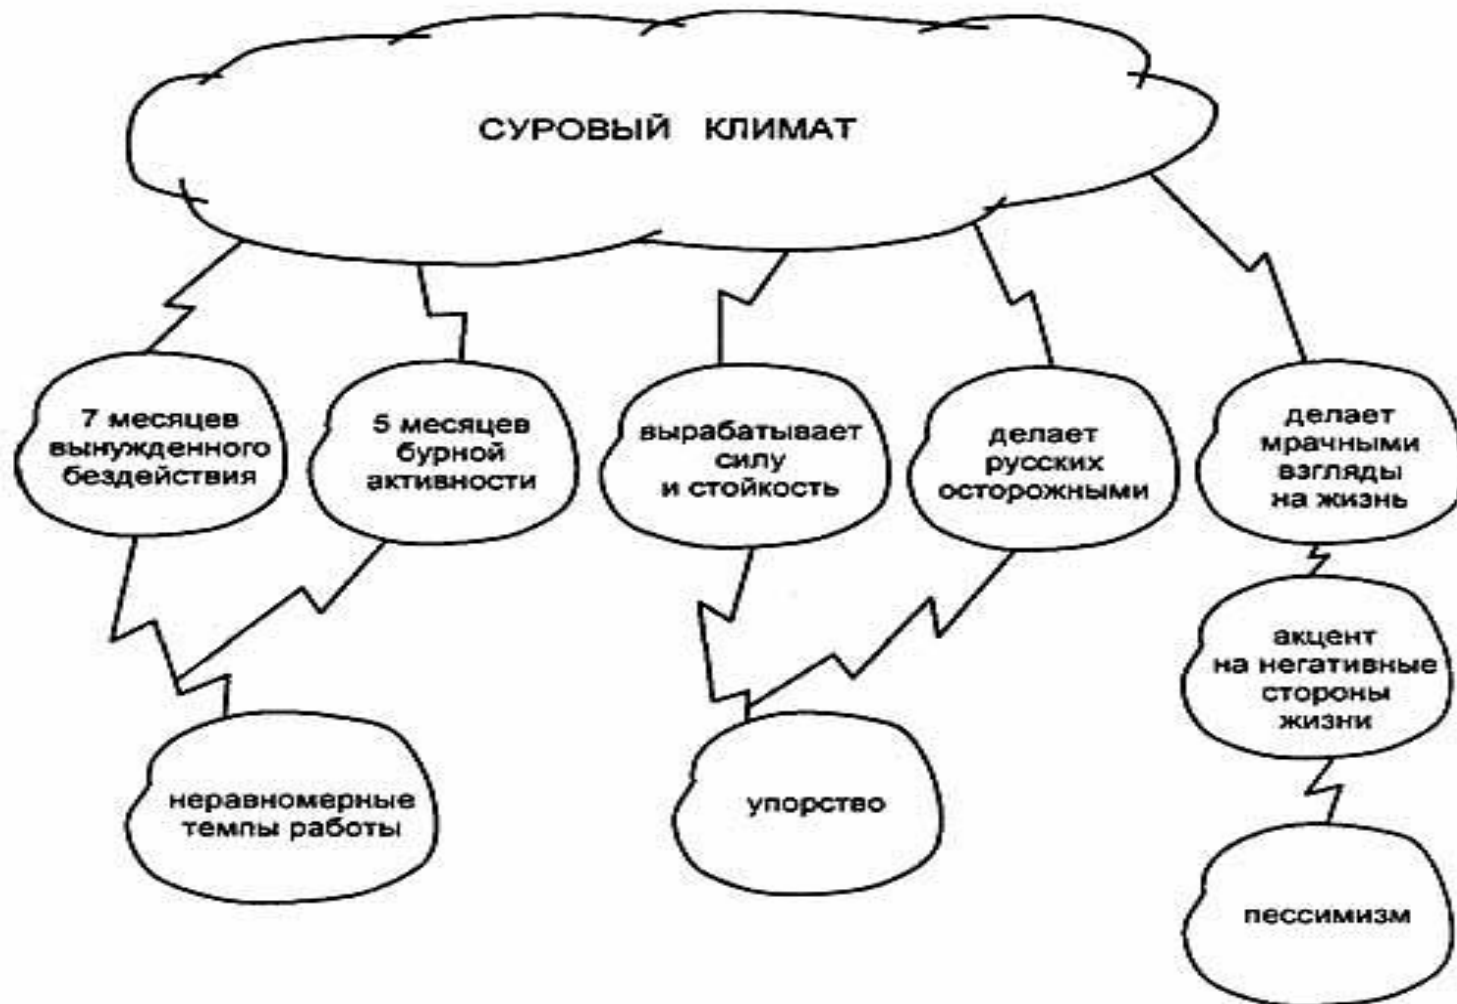 СУРОВЫЙ КЛИМАТ
7 месяцев
вынужденного
бездействия
5 месяцев
бурной
активности
вырабатывает
силу
и стойкость
делает
русских
осторожными
делает
мрачными
взгляды
на жизнь
акцент
на негативные
стороны
жизни
неравномерные
темпы работы
упорство
пессимизм